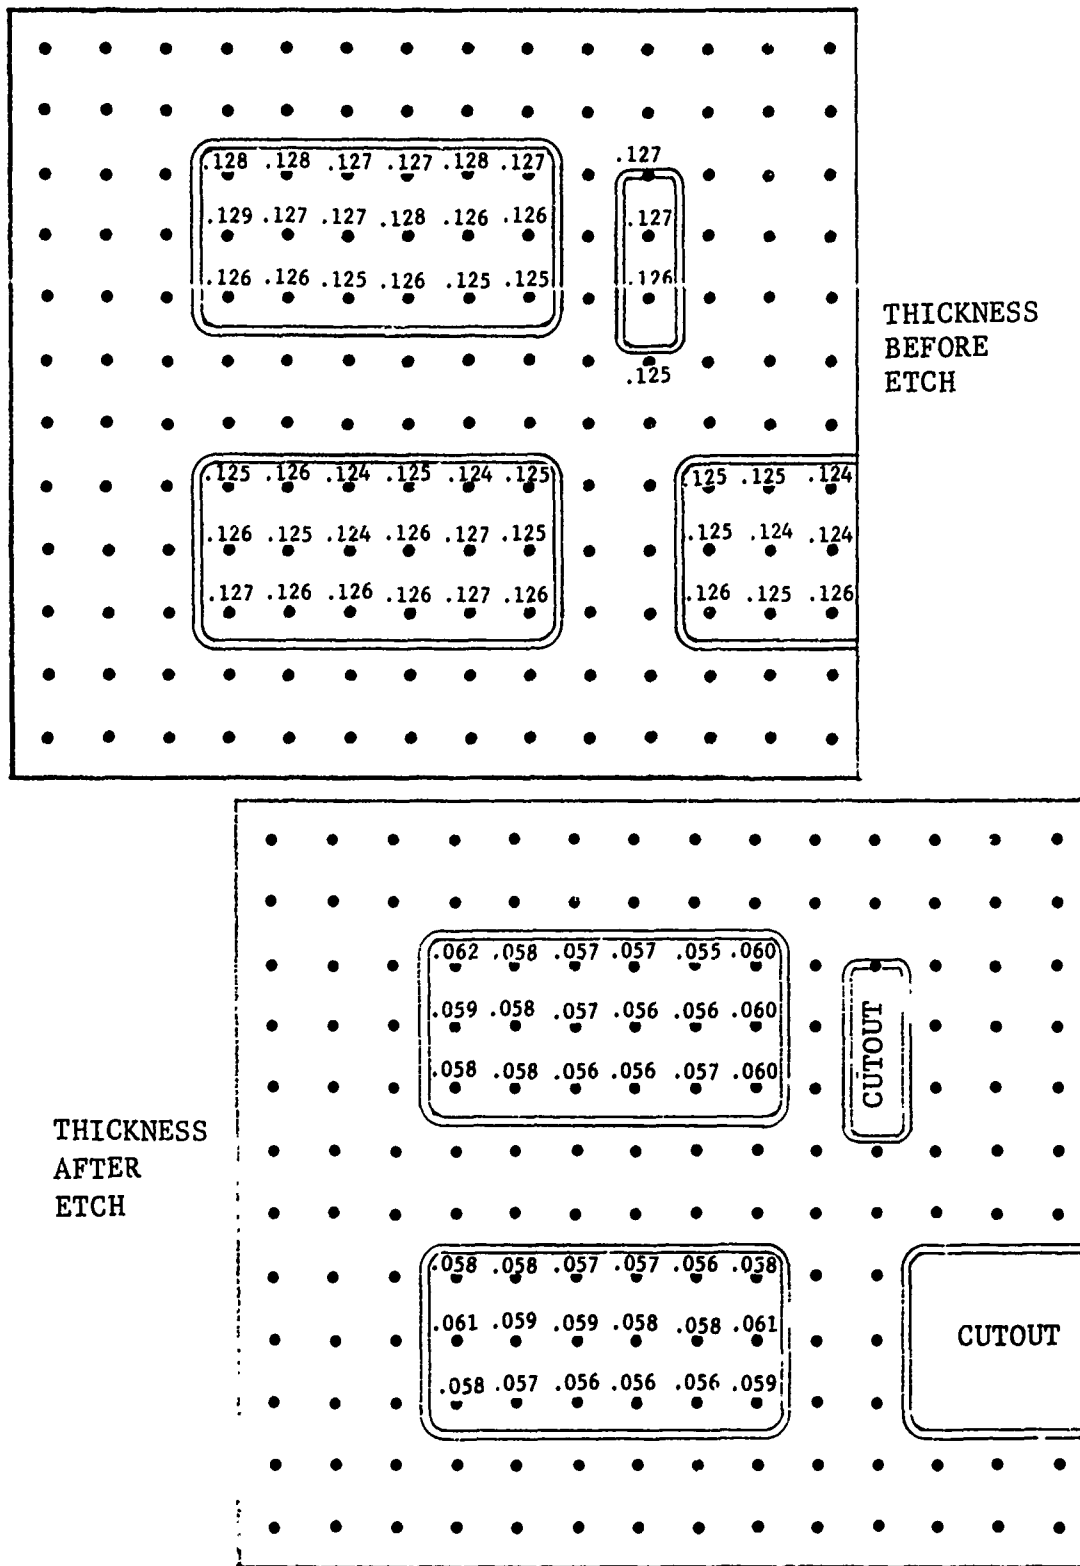 .128 .128 .127 .127 .128 .127
.127
.129 .127 .127 .128 .126 .126
.127
.126 .126 .125 .126 .125 .125
.126
.125
THICKNESS
BEFORE
ETCH
.125 .126 .124 .125 .124 .125
.125 .125 .124
.126 .125 .124 .126 .127 .125
.125 .124 .124
.127 .126 .126 .126 .127 .126
.126 .125 .126
THICKNESS
AFTER
ETCH
.062 .058 .057 .057 .055 .060
.059 .058 .057 .056 .056 .060
.058 .058 .056 .056 .057 .060
CUTOUT
.058 .058 .057 .057 .056 .058
.061 .059 .059 .058 .058 .061
.058 .057 .056 .056 .056 .059
CUTOUT